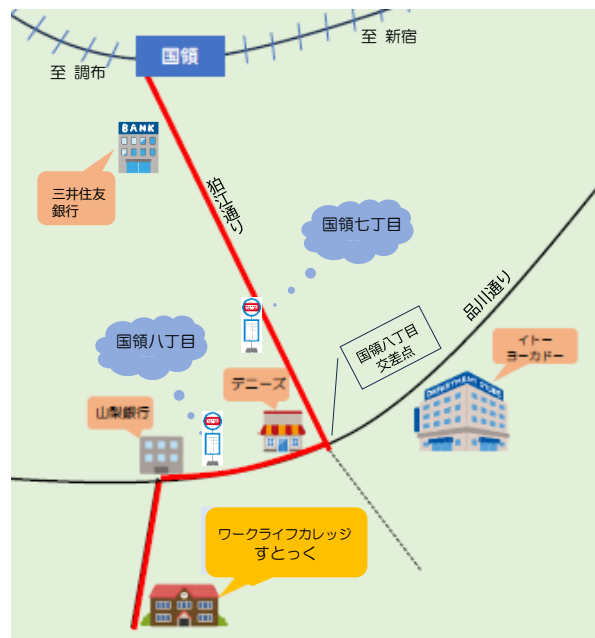 国領
至 新宿
至 調布
BANK
三井住友
銀行
狛江通り
国領七丁目
品川通り
国領八丁目
国領八丁目
交差点
イトー
ヨーカドー
デニーズ
DEPARTMENT STORE
山梨銀行
ワークライフカレッジ
すとっく